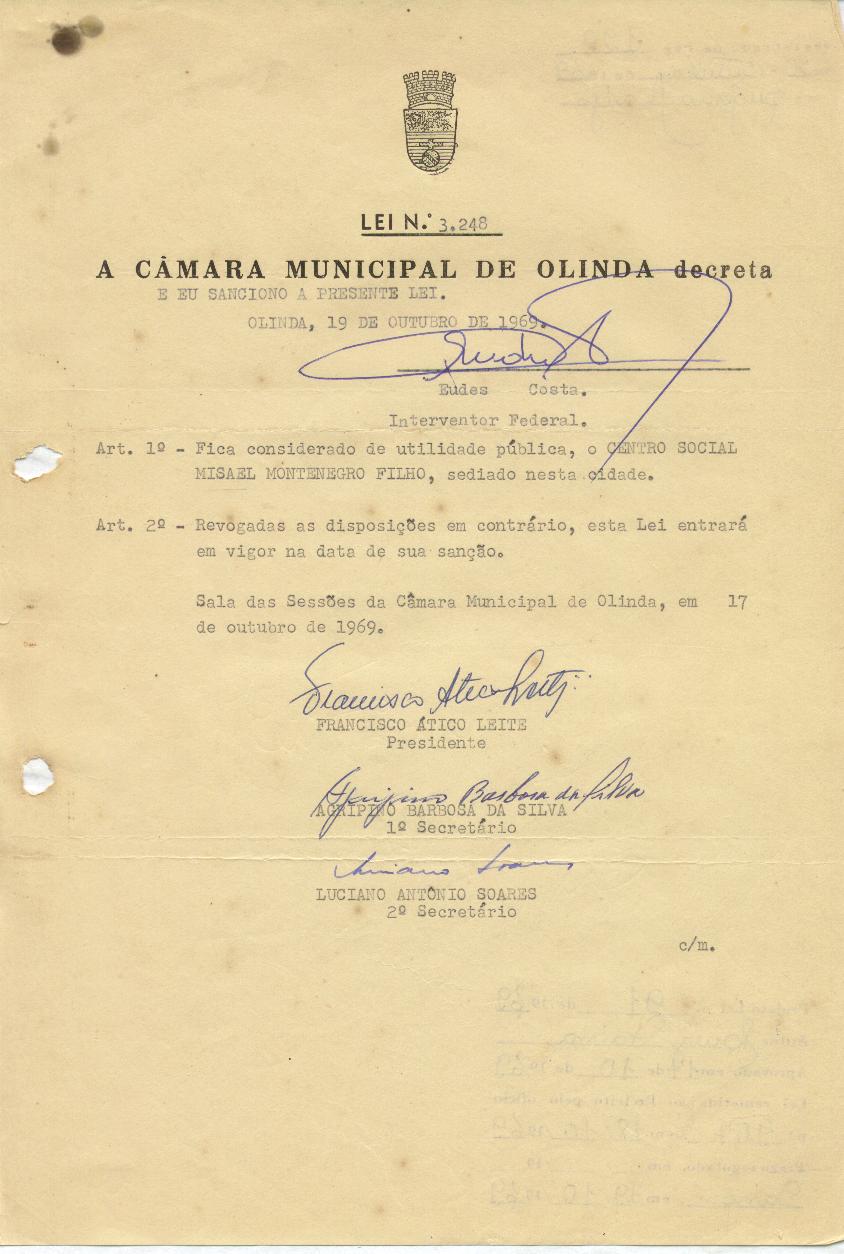 LEI N.º 3.248
A CÂMARA MUNICIPAL DE OLINDA decreta
E EU SANCIONO A PRESENTE LEI.
OLINDA, 19 DE OUTUBRO DE 1969.
Eudes Costa.
Interventor Federal.
Art. 1º - Fica considerado de utilidade pública, o CENTRO SOCIAL
MISAEL MONTENEGRO FILHO, sediado nesta cidade.
Art. 2º - Revogadas as disposições em contrário, esta Lei entrará
em vigor na data de sua sanção.
Sala das Sessões da Câmara Municipal de Olinda, em 17
de outubro de 1969.
FRANCISCO ÁTICO LEITE
Presidente
Agripino Barbosa da Silva
AGRIPINO BARBOSA DA SILVA
1º Secretário
Luciano Soares
LUCIANO ANTÔNIO SOARES
2º Secretário
c/m.